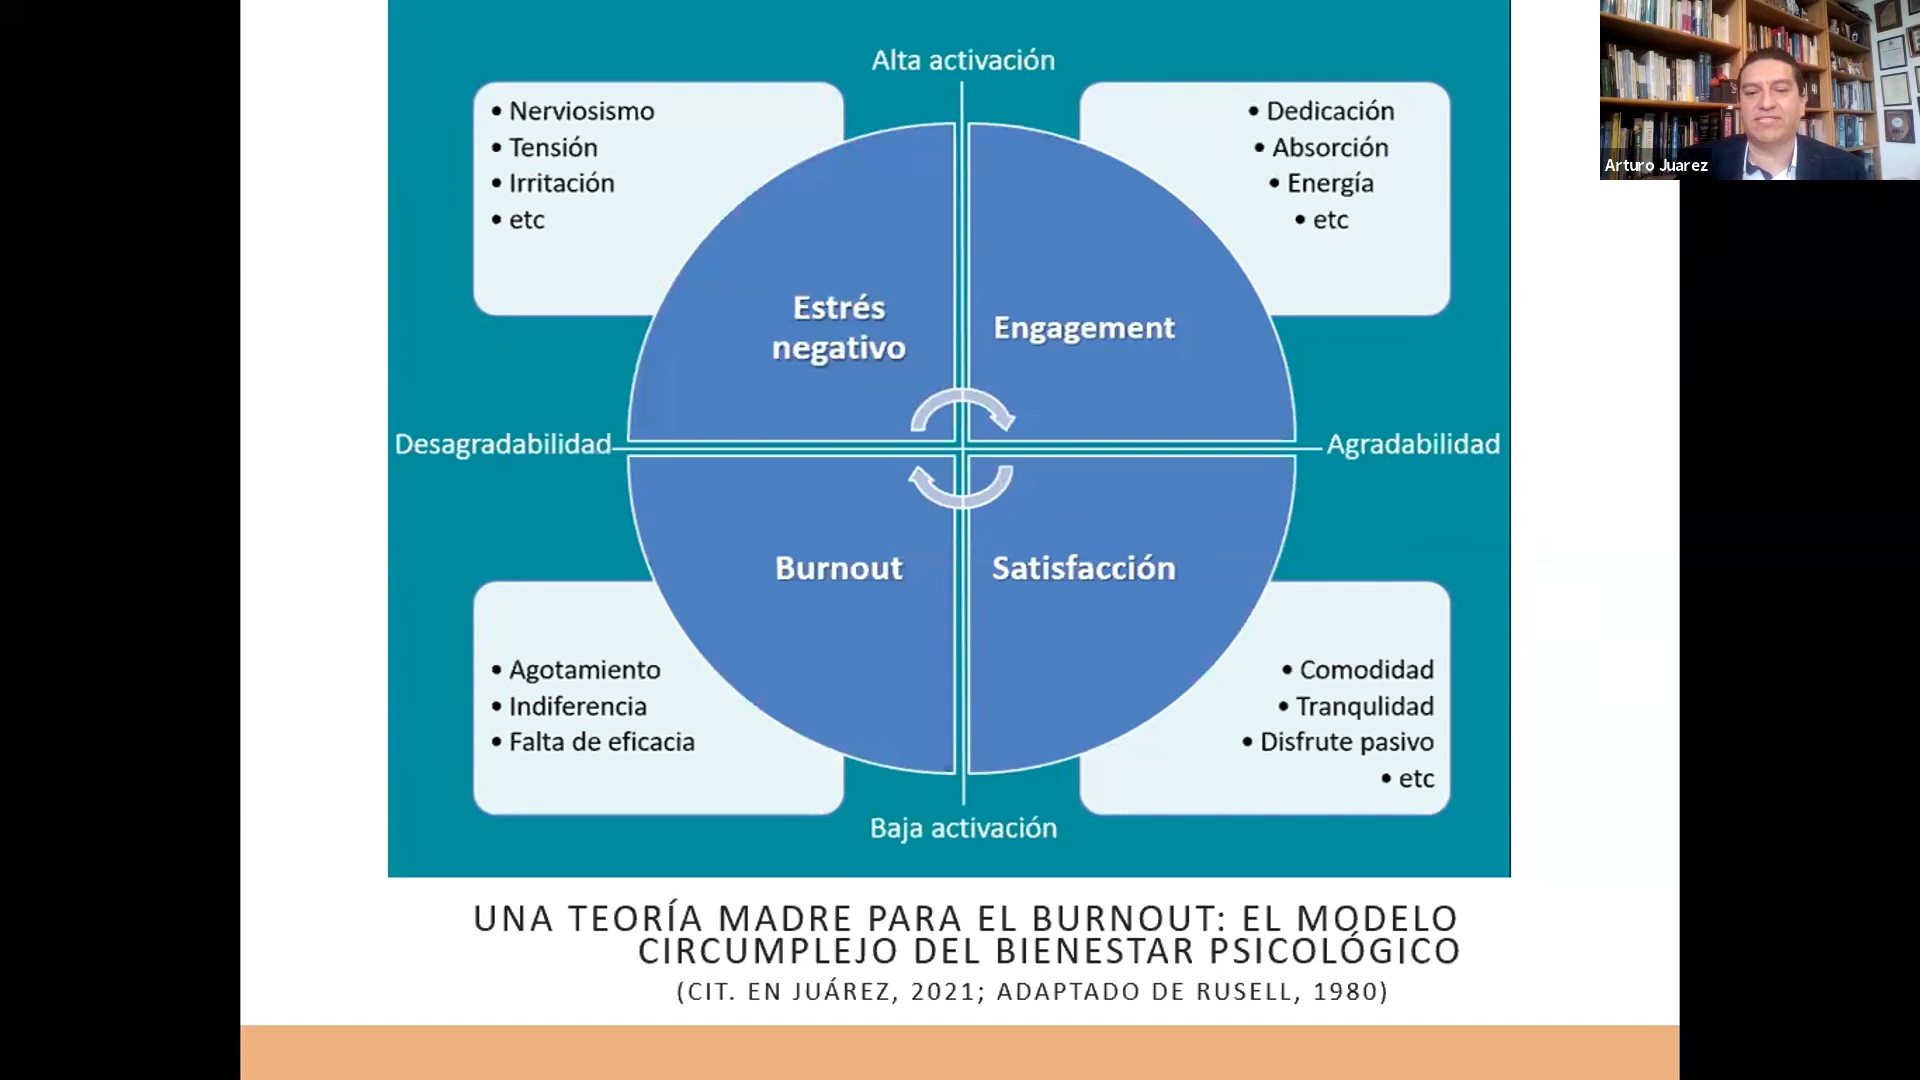 Alta activación
• Nerviosismo
• Tensión
• Irritación
• etc
• Dedicación
• Absorción
• Energía
• etc
Estrés
negativo
Engagement
Desagradabilidad
Agradabilidad
Burnout
Satisfacción
• Agotamiento
• Indiferencia
• Falta de eficacia
• Comodidad
• Tranqulidad
• Disfrute pasivo
• etc
Baja activación
UNA TEORÍA MADRE PARA EL BURNOUT: EL MODELO
CIRCUMPLEJO DEL BIENESTAR PSICOLÓGICO
(CIT. EN JUÁREZ, 2021; ADAPTADO DE RUSELL, 1980)
Arturo Juarez